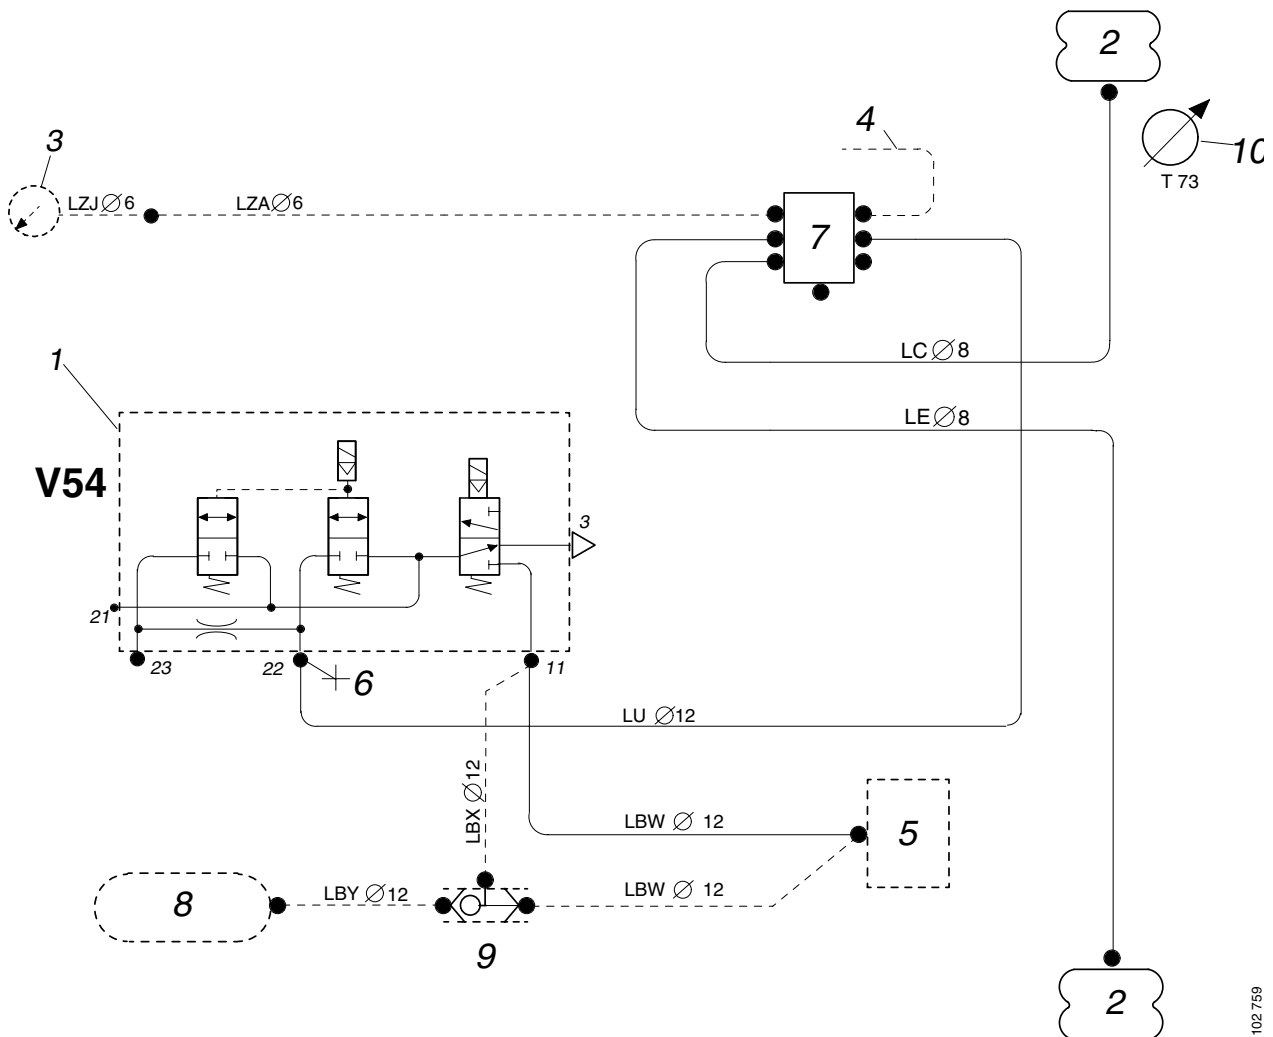 2
10
T 73
3
4
LZJ∅6
LZA∅6
7
1
LC∅8
LE∅8
V54
3
21
23
22
6
11
LU ∅12
LBX ∅12
LBW ∅ 12
5
LBY ∅12
LBW ∅ 12
8
9
2
102 759